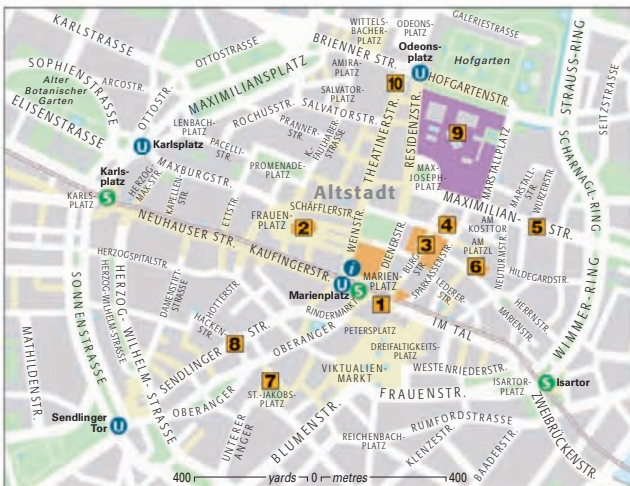 KARLSTRASSE
WITTELS-
BACHER-
PLATZ
ODEONS-
PLATZ
GALERIESTRASSE
STRAUSS-RING
SEITZSTRASSE
OTTOSTRASSE
BRIENNER STR.
Odeons-
platz
U
Hofgarten
HOFGARTENSTR.
SOPHIENSTRASSE
ARCOSTR.
Alter
Botanischer
Garten
ELISENSTRASSE
OTTOSTR.
MAXIMILIANSPLATZ
AMIRA-
PLATZ
SALVATOR-
PLATZ
SALVATORSTR.
10
LENBACH-
PLATZ
ROCHUSSTR.
PRANNER-
STR.
K.-
FAULHABER-
STRASSE
THEATINERSTR.
RESIDENZSTR.
9
MARSTALLPLATZ
SCHARNAGL-RING
U Karlsplatz
PACELLI-
STR.
MAXBURGSTR.
PROMENADE-
PLATZ
MAX-
JOSEPH-
PLATZ
MARSTALL-
STR.
WURZERSTR.
Karls-
platz
S
KARLS-
PLATZ
HERZOG-
MAX-STR.
KAPELLEN-
STR.
ETTSTR.
Altstadt
MAXIMILIAN-
STR.
SCHÄFFLERSTR.
FRAUEN-
PLATZ
2
WEINSTR.
DIENERSTR.
4
AM
KOSTTOR
5
NEUHAUSER STR.
KAUFINGERSTR.
3
BURG-
STR.
SPARKASSENSTR.
AM
PLATZL
6
NEUTURMSTR.
HILDEGARDSTR.
HERZOGSPITALSTR.
i
U
Marienplatz
S
MARIEN-
PLATZ
1
LEDERER-
STR.
HERRNSTR.
MARIENSTR.
WIMMER-RING
SONNENSTRASSE
HERZOG-WILHELM-STRASSE
HERZOG-WILHELM-STRASSE
DAMENSTIFT-
STRASSE
HOTTERSTR.
HACKEN-
STR.
RINDERMARKT
PETERSPLATZ
IM TAL
8
SENDLINGER STR.
OBERANGER
DREIFALTIGKEITS-
PLATZ
MATHILDENSTR.
7
ST.-JAKOBS-
PLATZ
VIKTUALIEN-
MARKT
WESTENRIEDERSTR.
ISARTOR-
PLATZ
S Isartor
Sendlinger
Tor
U
OBERANGER
UNTERER
ANGER
BLUMENSTR.
FRAUENSTR.
REICHENBACH-
PLATZ
KLENZESTR.
RUMFORDSTRASSE
BAADERSTR.
ZWEIBRÜCKENSTR.
400 yards 0 metres 400